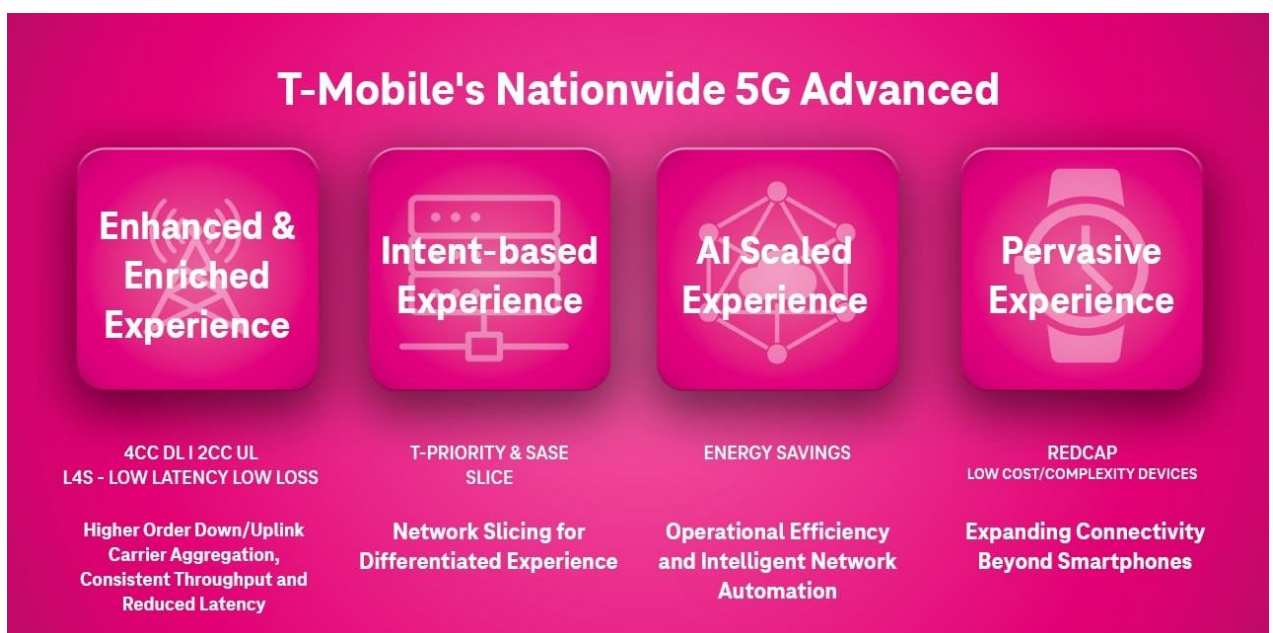 T-Mobile's Nationwide 5G Advanced
Enhanced &
Enriched
Experience
4CC DL I 2CC UL
L4S - LOW LATENCY LOW LOSS
Higher Order Down/Uplink
Carrier Aggregation,
Consistent Throughput and
Reduced Latency
Intent-based
Experience
T-PRIORITY & SASE
SLICE
Network Slicing for
Differentiated Experience
AI Scaled
Experience
ENERGY SAVINGS
Operational Efficiency
and Intelligent Network
Automation
Pervasive
Experience
REDCAP
LOW COST/COMPLEXITY DEVICES
Expanding Connectivity
Beyond Smartphones